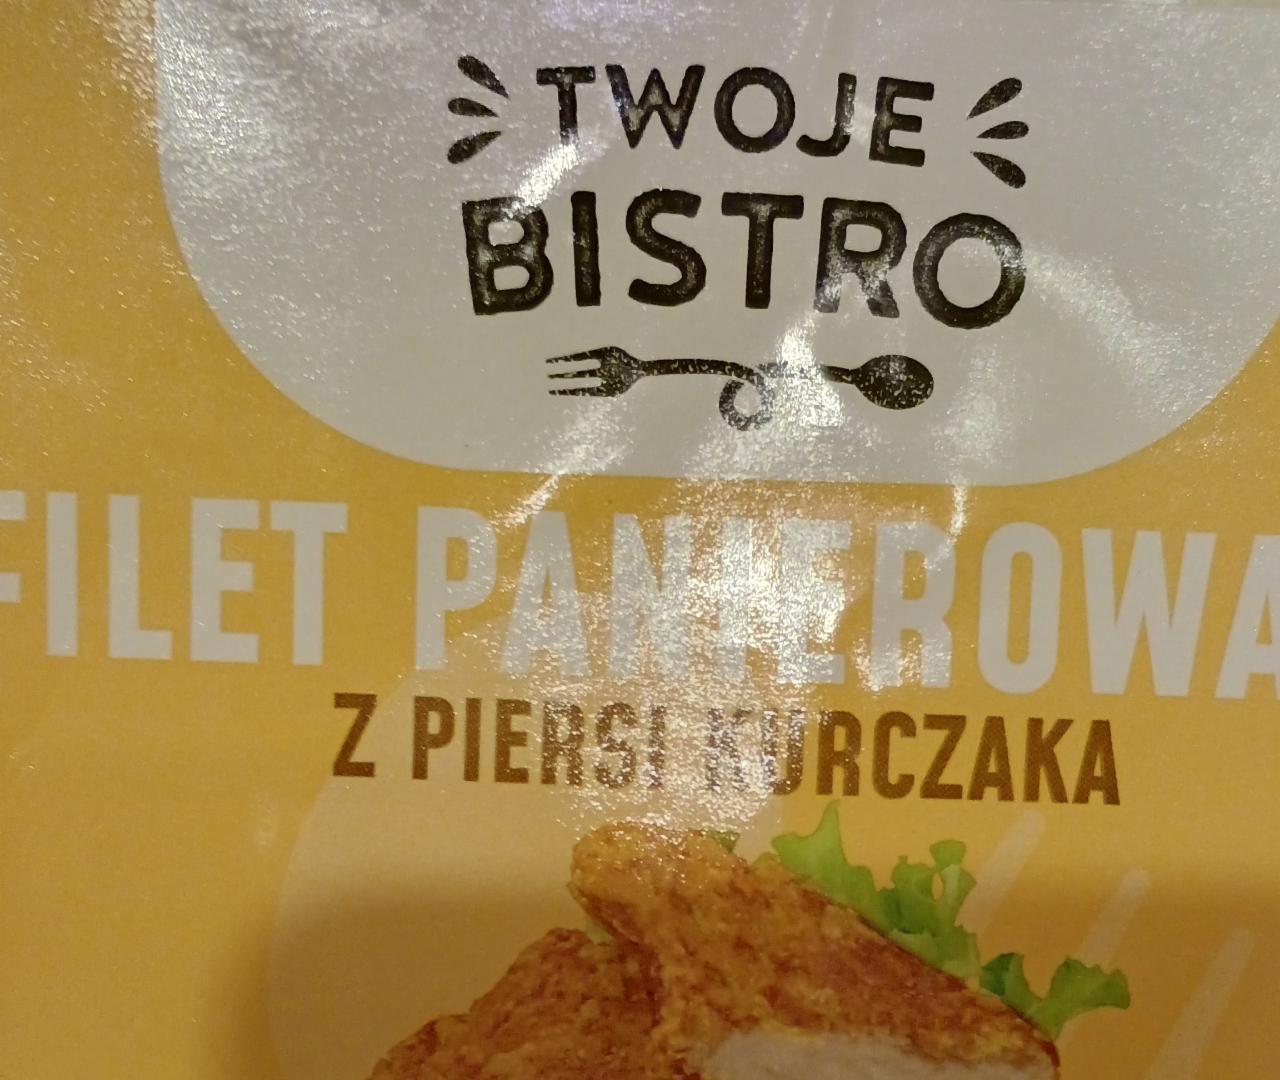 TWOJE
BISTRO
FILET PANIEROWA
Z PIERSI KURCZAKA